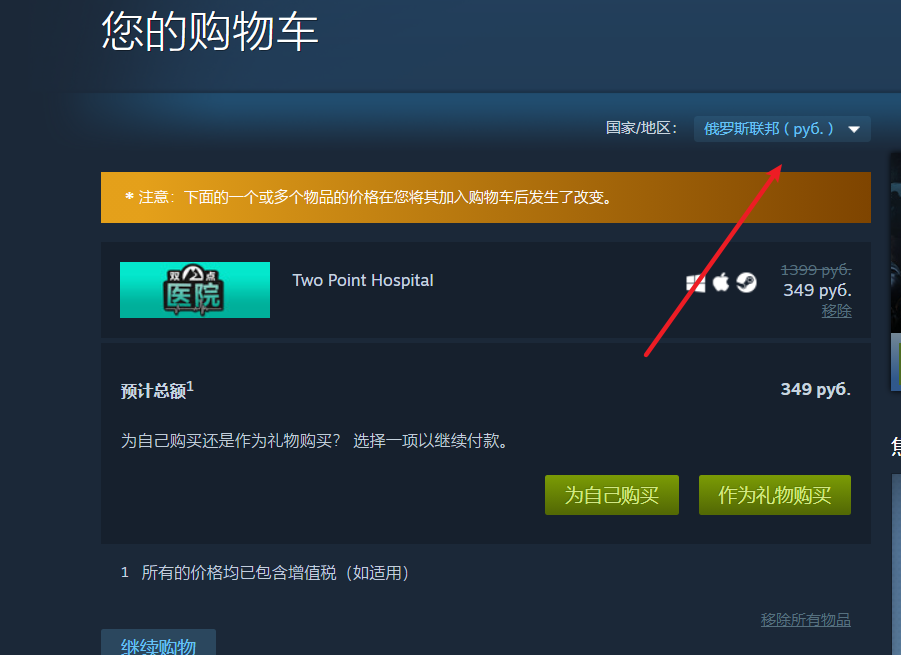 您的购物车
国家/地区： 俄罗斯联邦 ( руб. )
* 注意：下面的一个或多个物品的价格在您将其加入购物车后发生了改变。
双点
医院
Two Point Hospital
1399 руб.
349 руб.
移除
预计总额1
349 руб.
为自己购买还是作为礼物购买？ 选择一项以继续付款。
为自己购买 作为礼物购买
1 所有的价格均已包含增值税（如适用）
移除所有物品
继续购物